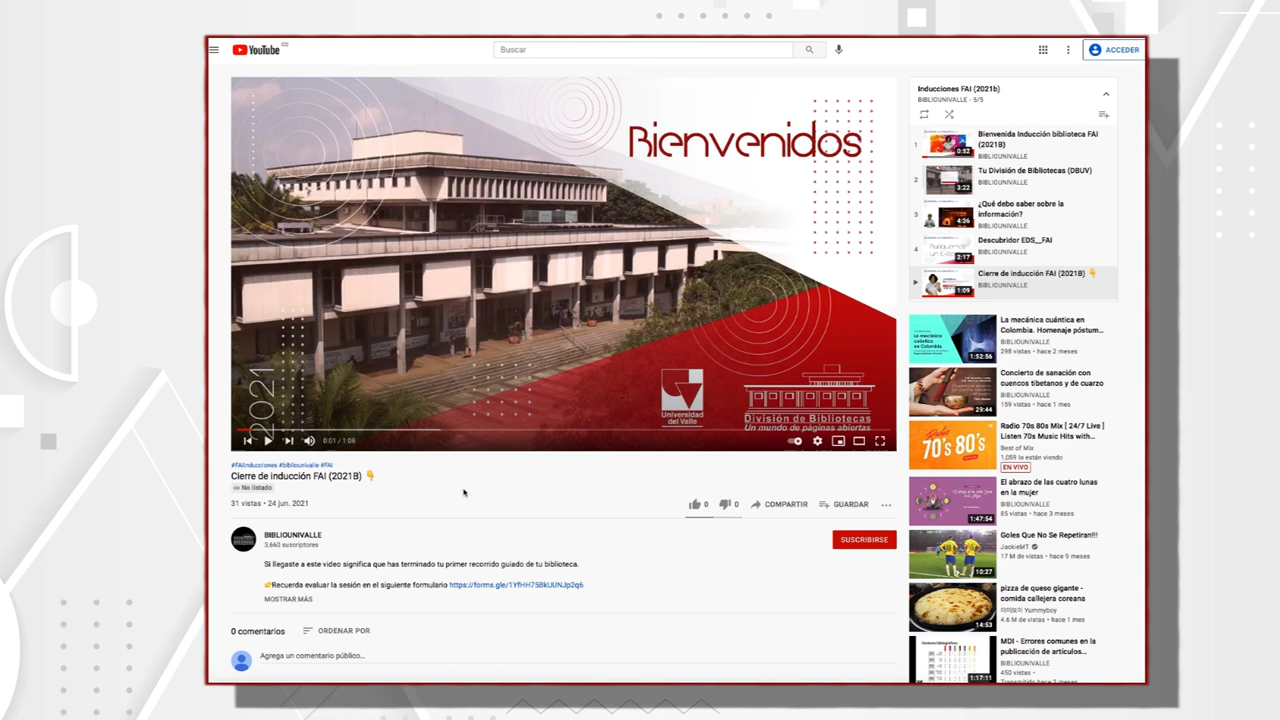 YouTube CO
Buscar
ACCEDER
Bienvenidos
2021
Universidad
del Valle
División de Bibliotecas
Un mundo de páginas abiertas
0:01 / 1:08
#FAIinducciones #bibliounivalle #FAI
Cierre de inducción FAI (2021B) 👇
No listado
31 vistas • 24 jun. 2021
0
0
COMPARTIR
GUARDAR
BIBLIOUNIVALLE
3,660 suscriptores
SUSCRIBIRSE
Si llegaste a este video significa que has terminado tu primer recorrido guiado de tu biblioteca.
👉Recuerda evaluar la sesión en el siguiente formulario
MOSTRAR MÁS
0 comentarios
ORDENAR POR
Agrega un comentario público...
Inducciones FAI (2021b)
BIBLIOUNIVALLE - 5/5
1
0:52
Bienvenida Inducción biblioteca FAI
(2021B)
BIBLIOUNIVALLE
2
3:22
Tu División de Bibliotecas (DBUV)
BIBLIOUNIVALLE
3
4:36
¿Qué debo saber sobre la
información?
BIBLIOUNIVALLE
4
2:17
Descubridor EDS__FAI
BIBLIOUNIVALLE
1:09
Cierre de inducción FAI (2021B) 👇
BIBLIOUNIVALLE
1:52:56
La mecánica cuántica en
Colombia. Homenaje póstum...
BIBLIOUNIVALLE
298 vistas • hace 2 meses
29:44
Concierto de sanación con
cuencos tibetanos y de cuarzo
BIBLIOUNIVALLE
159 vistas • hace 1 mes
Radio
70'S 80'S
Radio 70s 80s Mix [ 24/7 Live ]
Listen 70s Music Hits with...
Best of Mix
1,059 lo están viendo
EN VIVO
1:47:54
El abrazo de las cuatro lunas
en la mujer
BIBLIOUNIVALLE
85 vistas • hace 3 meses
10:27
Goles Que No Se Repetiran!!!
JackieMT
17 M de vistas • hace 9 meses
14:53
pizza de queso gigante -
comida callejera coreana
Yummyboy
4.6 M de vistas • hace 1 mes
1:17:11
MDI - Errores comunes en la
publicación de artículos...
BIBLIOUNIVALLE
450 vistas •